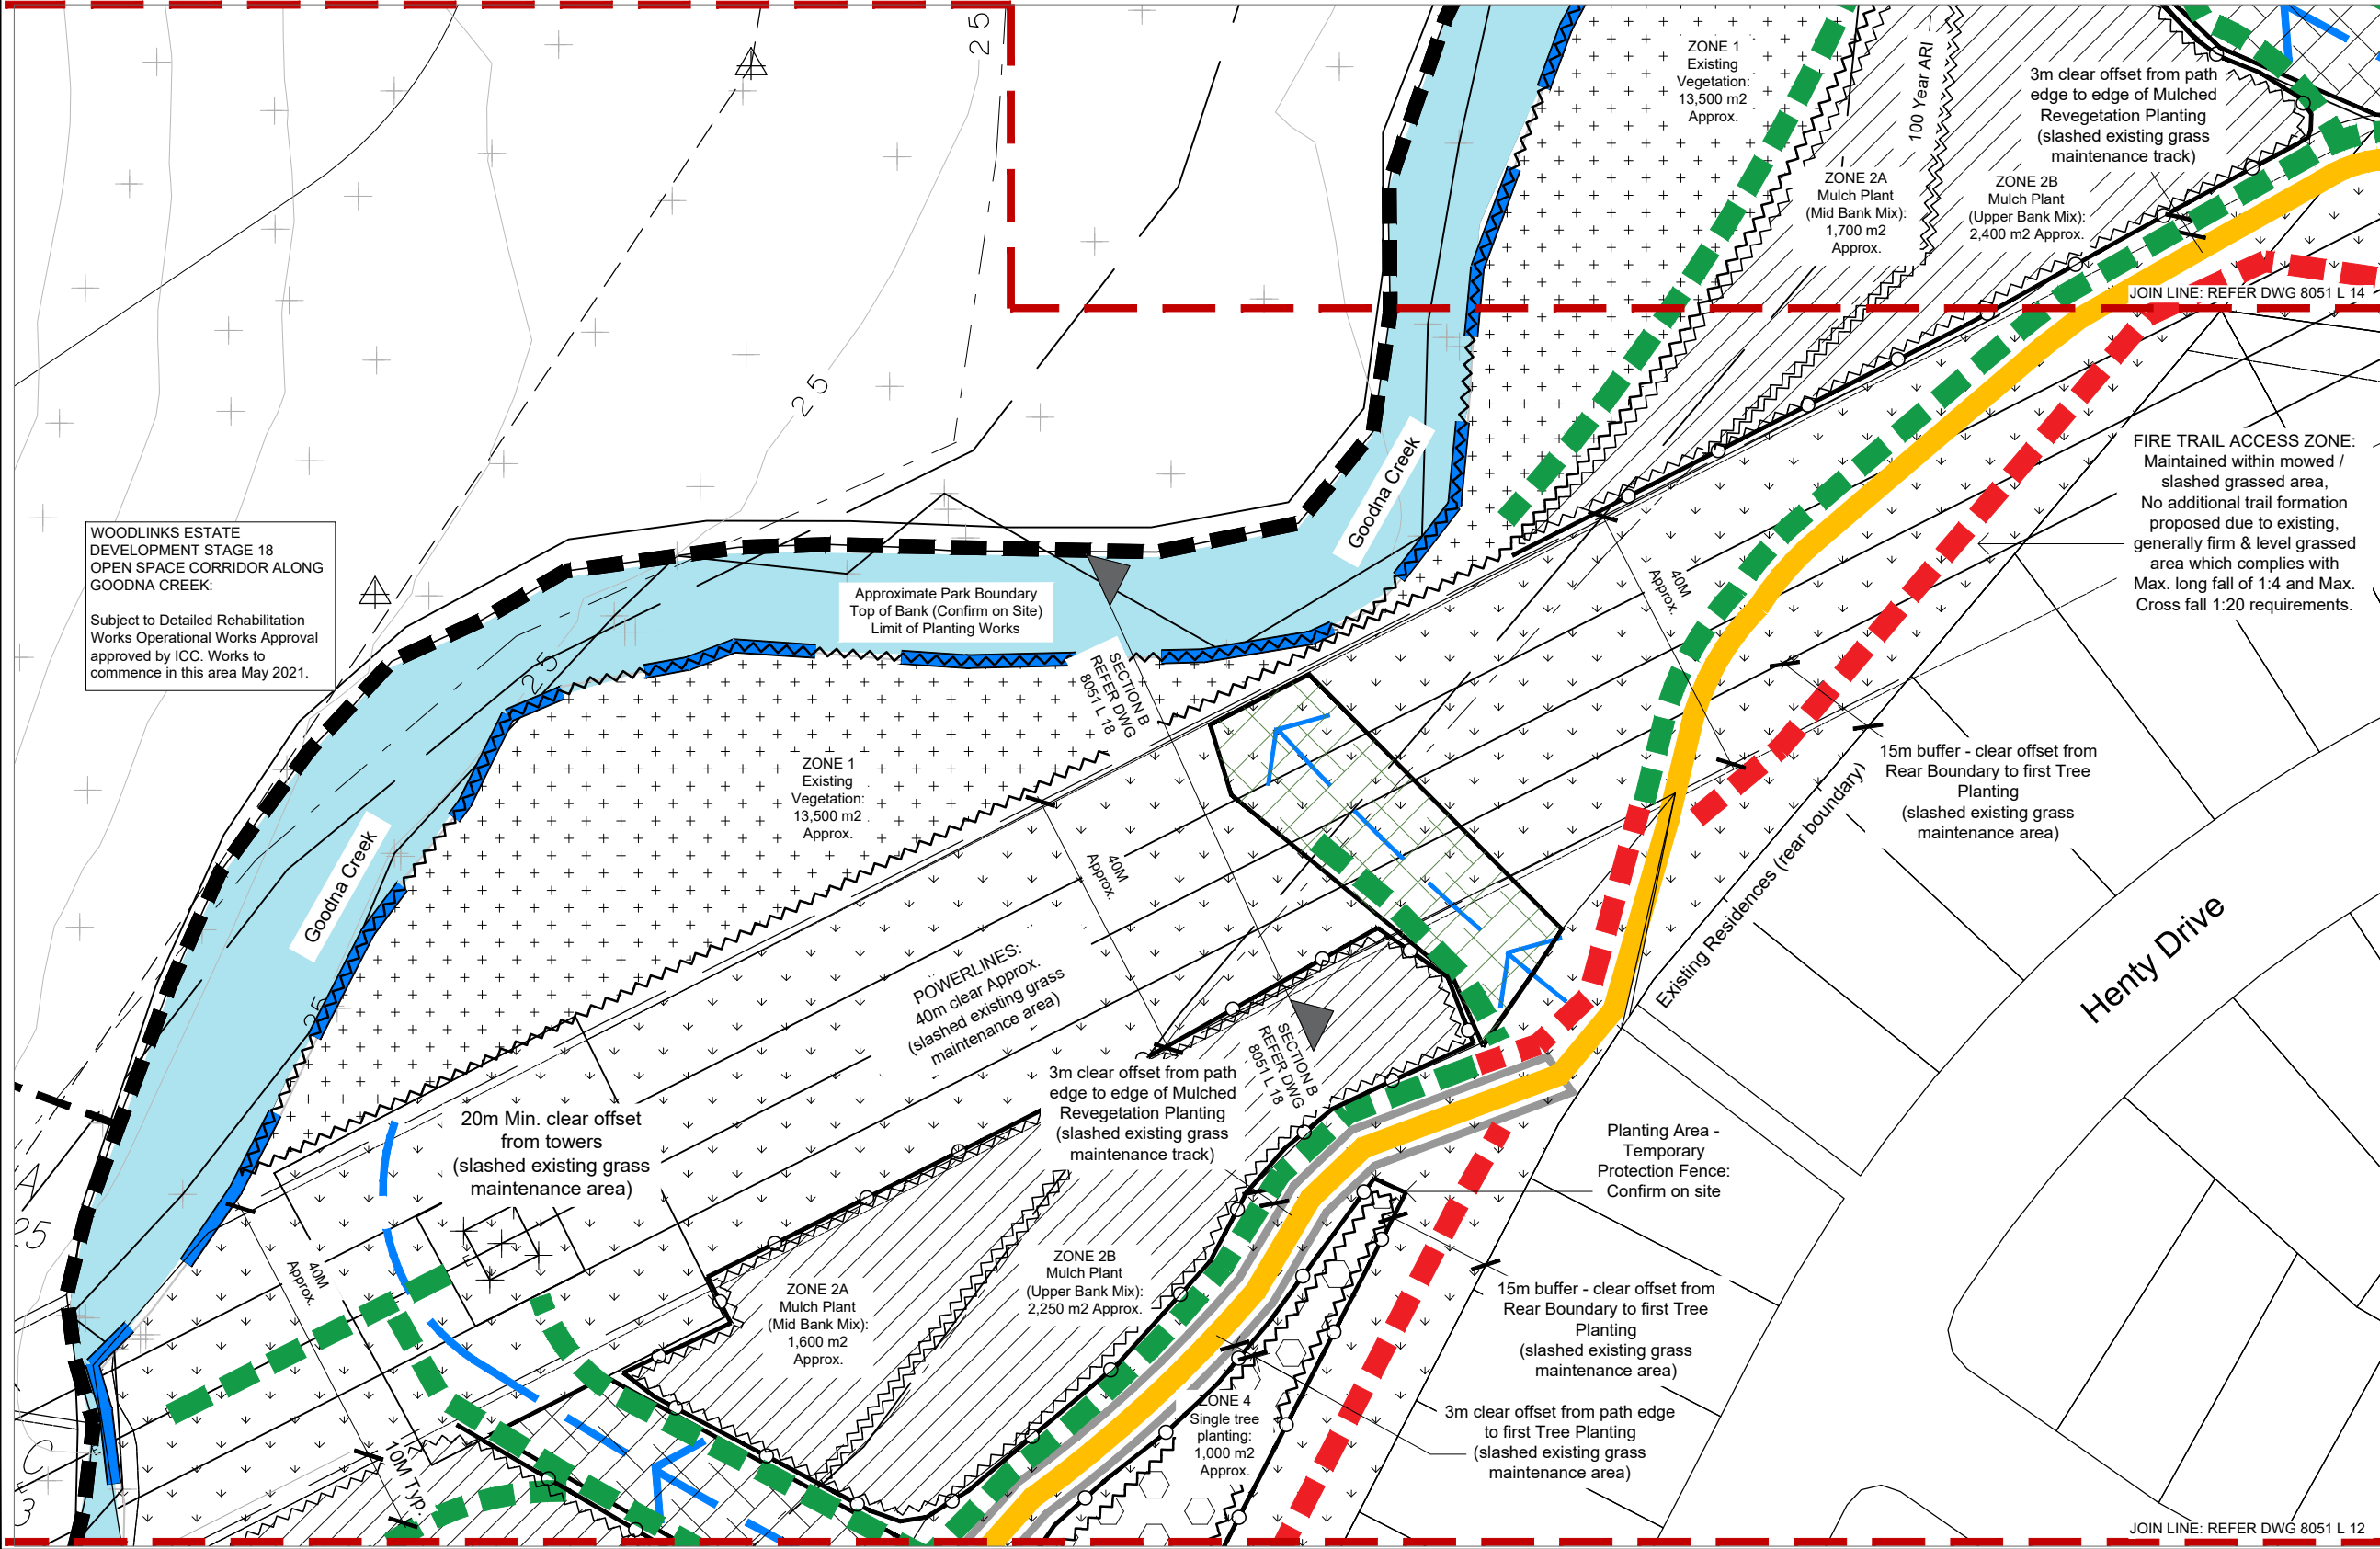 25
ZONE 1
Existing
Vegetation:
13,500 m2
Approx.
100 Year ARI
3m clear offset from path
edge to edge of Mulched
Revegetation Planting
(slashed existing grass
maintenance track)
ZONE 2A
Mulch Plant
(Mid Bank Mix):
1,700 m2
Approx.
ZONE 2B
Mulch Plant
(Upper Bank Mix):
2,400 m2 Approx.
JOIN LINE: REFER DWG 8051 L 14
25
Goodna Creek
FIRE TRAIL ACCESS ZONE:
Maintained within mowed /
slashed grassed area,
No additional trail formation
proposed due to existing,
generally firm & level grassed
area which complies with
Max. long fall of 1:4 and Max.
Cross fall 1:20 requirements.
WOODLINKS ESTATE
DEVELOPMENT STAGE 18
OPEN SPACE CORRIDOR ALONG
GOODNA CREEK:
Subject to Detailed Rehabilitation
Works Operational Works Approval
approved by ICC. Works to
commence in this area May 2021.
Approximate Park Boundary
Top of Bank (Confirm on Site)
Limit of Planting Works
40M
Approx.
25
SECTION B
REFER DWG
8051 L 18
15m buffer - clear offset from
Rear Boundary to first Tree
Planting
(slashed existing grass
maintenance area)
ZONE 1
Existing
Vegetation:
13,500 m2
Approx.
Goodna Creek
40M
Approx.
Existing Residences (rear boundary)
Henty Drive
25
POWERLINES:
40m clear Approx.
(slashed existing grass
maintenance area)
SECTION B
REFER DWG
8051 L 18
3m clear offset from path
edge to edge of Mulched
Revegetation Planting
(slashed existing grass
maintenance track)
20m Min. clear offset
from towers
(slashed existing grass
maintenance area)
Planting Area -
Temporary
Protection Fence:
Confirm on site
A
25
40M
Approx.
ZONE 2A
Mulch Plant
(Mid Bank Mix):
1,600 m2
Approx.
ZONE 2B
Mulch Plant
(Upper Bank Mix):
2,250 m2 Approx.
15m buffer - clear offset from
Rear Boundary to first Tree
Planting
(slashed existing grass
maintenance area)
ZONE 4
Single tree
planting:
1,000 m2
Approx.
3m clear offset from path edge
to first Tree Planting
(slashed existing grass
maintenance area)
C
3
10M Typ.
JOIN LINE: REFER DWG 8051 L 12